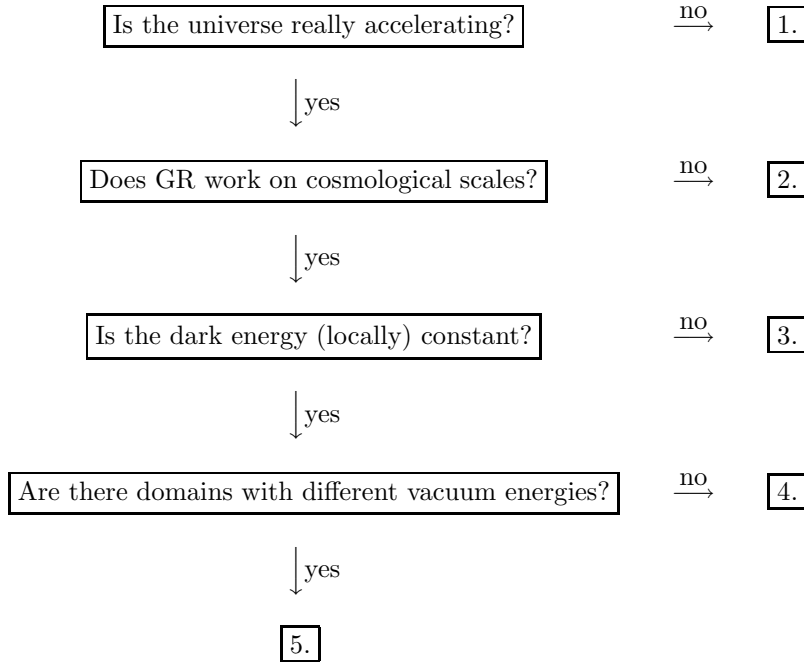 Is the universe really accelerating? no 1.
yes
Does GR work on cosmological scales? no 2.
yes
Is the dark energy (locally) constant? no 3.
yes
Are there domains with different vacuum energies? no 4.
yes
5.